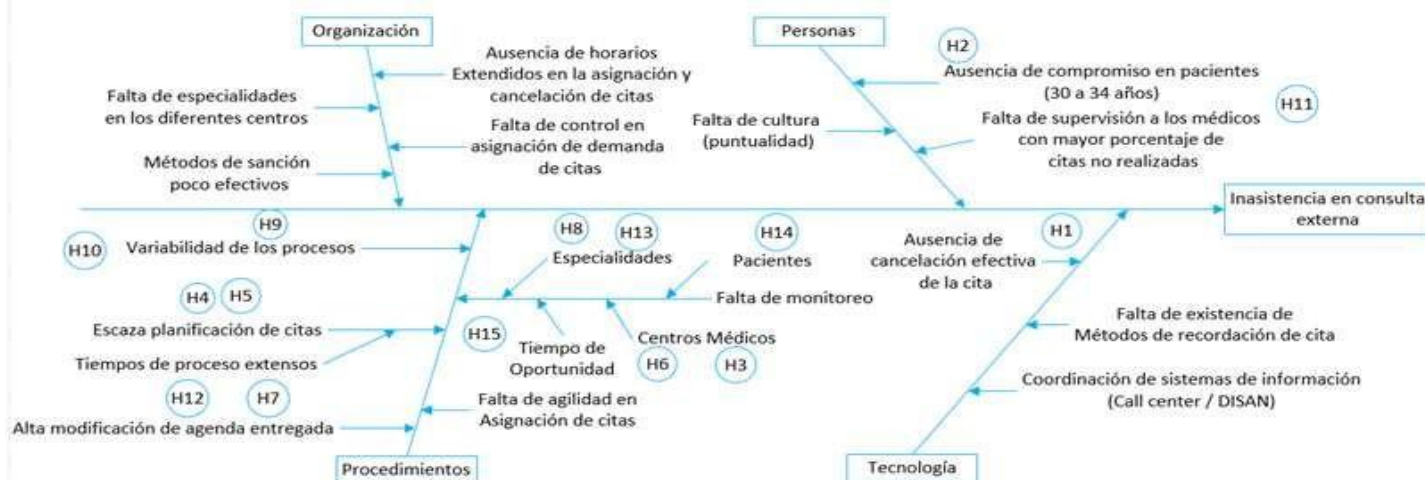 Organización
Ausencia de horarios
Extendidos en la asignación y
cancelación de citas
Falta de especialidades
en los diferentes centros
Falta de control en
asignación de demanda
de citas
Métodos de sanción
poco efectivos
Personas
H2
Ausencia de compromiso en pacientes
(30 a 34 años)
H11
Falta de cultura
(puntualidad)
Falta de supervisión a los médicos
con mayor porcentaje de
citas no realizadas
Inasistencia en consulta
externa
H9
H10
Variabilidad de los procesos
H4
H5
Escaza planificación de citas
Tiempos de proceso extensos
H12
H7
Alta modificación de agenda entregada
H8
H13
H14
Especialidades
Pacientes
Falta de monitoreo
H15
Tiempo de
Oportunidad
Centros Médicos
H6
H3
Falta de agilidad en
Asignación de citas
Procedimientos
H1
Ausencia de
cancelación efectiva
de la cita
Falta de existencia de
Métodos de recordación de cita
Coordinación de sistemas de información
(Call center / DISAN)
Tecnología